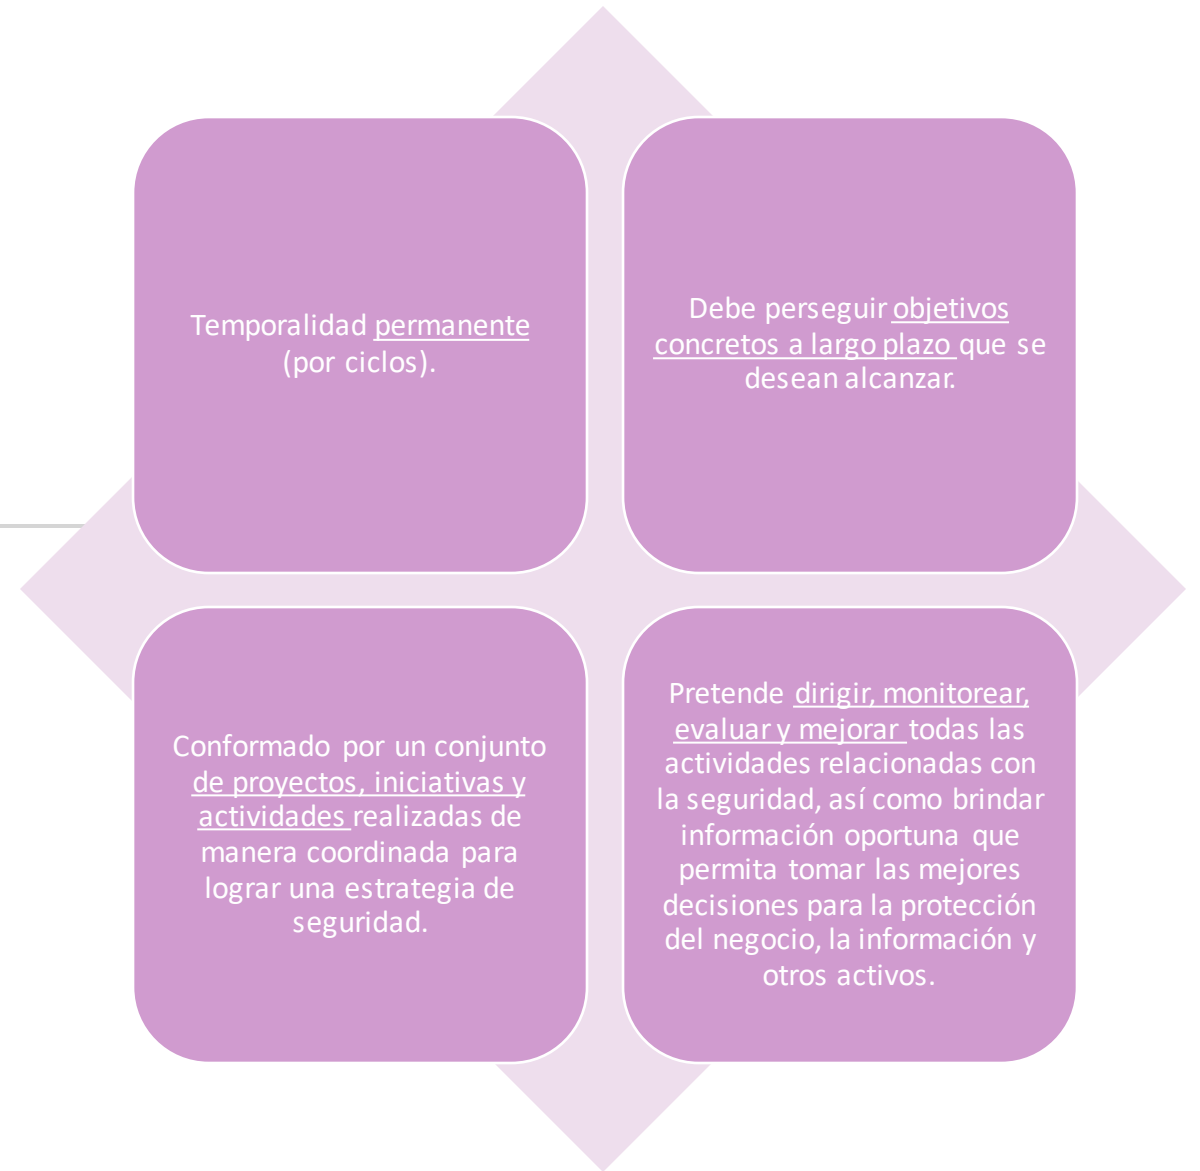 Temporalidad permanente
(por ciclos).
Debe perseguir objetivos
concretos a largo plazo que se
desean alcanzar.
Conformado por un conjunto
de proyectos, iniciativas y
actividades realizadas de
manera coordinada para
lograr una estrategia de
seguridad.
Pretende dirigir, monitorear,
evaluar y mejorar todas las
actividades relacionadas con
la seguridad, así como brindar
información oportuna que
permita tomar las mejores
decisiones para la protección
del negocio, la información y
otros activos.